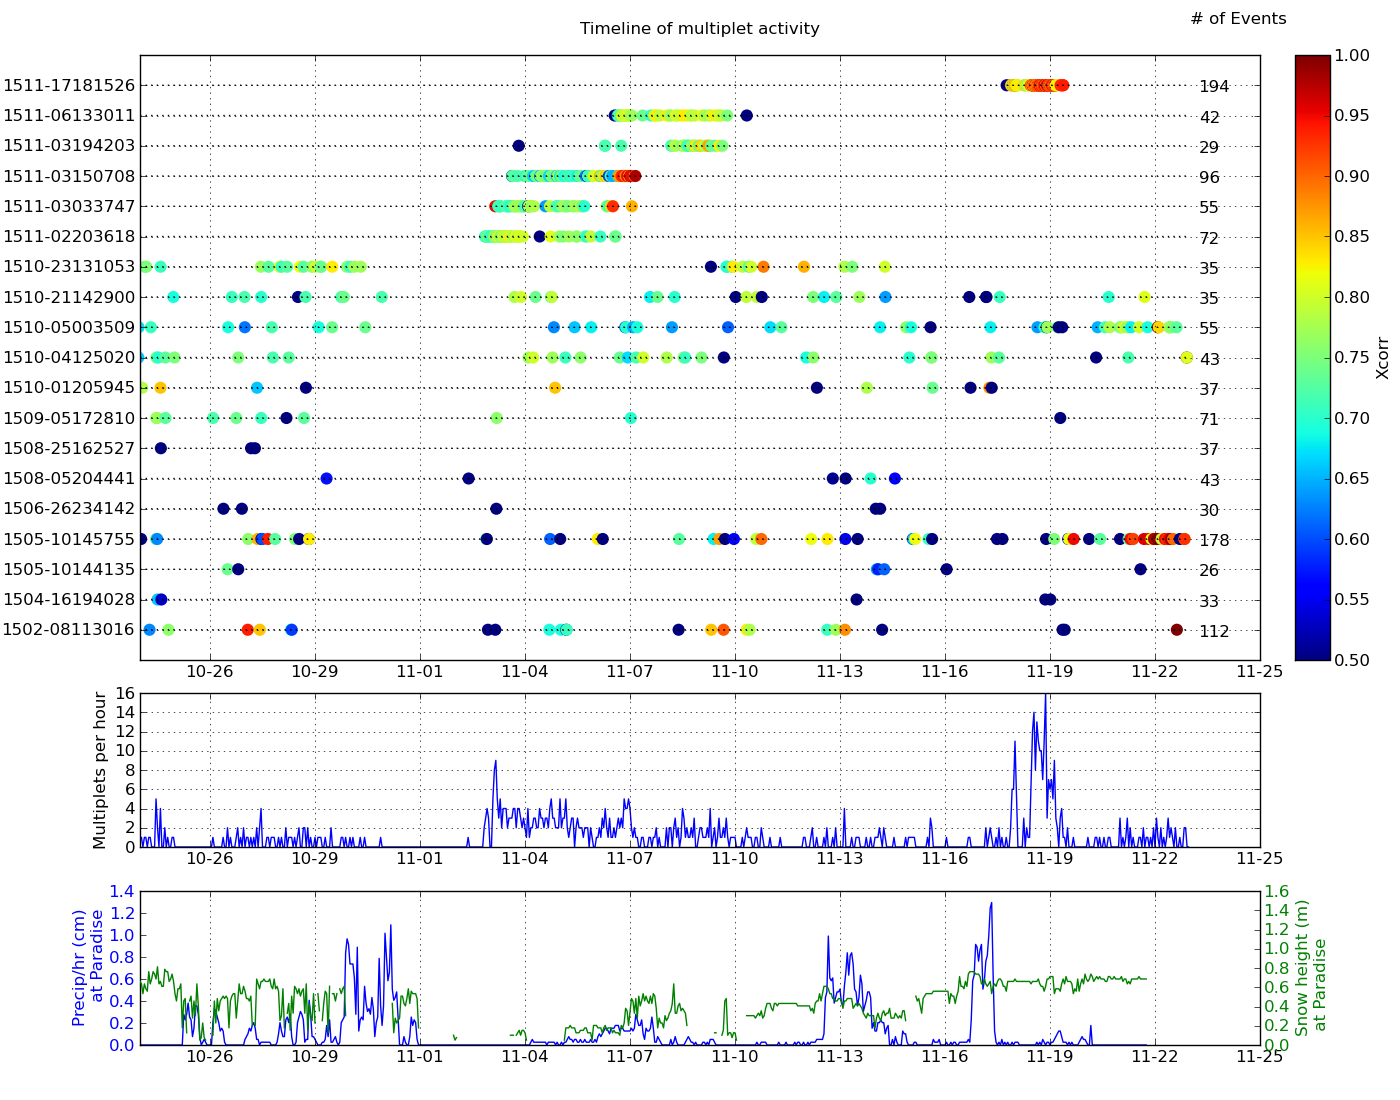 # of Events
Timeline of multiplet activity
1511-17181526 194 1.00
1511-06133011 42 0.95
1511-03194203 29
1511-03150708 96 0.90
1511-03033747 55
1511-02203618 72 0.85
1510-23131053 35
1510-21142900 35 0.80
1510-05003509 55
1510-04125020 43 0.75 Xcorr
1510-01205945 37
1509-05172810 71 0.70
1508-25162527 37
1508-05204441 43 0.65
1506-26234142 30
1505-10145755 178 0.60
1505-10144135 26
1504-16194028 33 0.55
1502-08113016 112 0.50
10-26 10-29 11-01 11-04 11-07 11-10 11-13 11-16 11-19 11-22 11-25
Multiplets per hour
16
14
12
10
8
6
4
2
0
10-26 10-29 11-01 11-04 11-07 11-10 11-13 11-16 11-19 11-22 11-25
Precip/hr (cm)
at Paradise
1.4
1.2
1.0
0.8
0.6
0.4
0.2
0.0
1.6
1.4
1.2
1.0
0.8
0.6
0.4
0.2
0.0
Snow height (m)
at Paradise
10-26 10-29 11-01 11-04 11-07 11-10 11-13 11-16 11-19 11-22 11-25